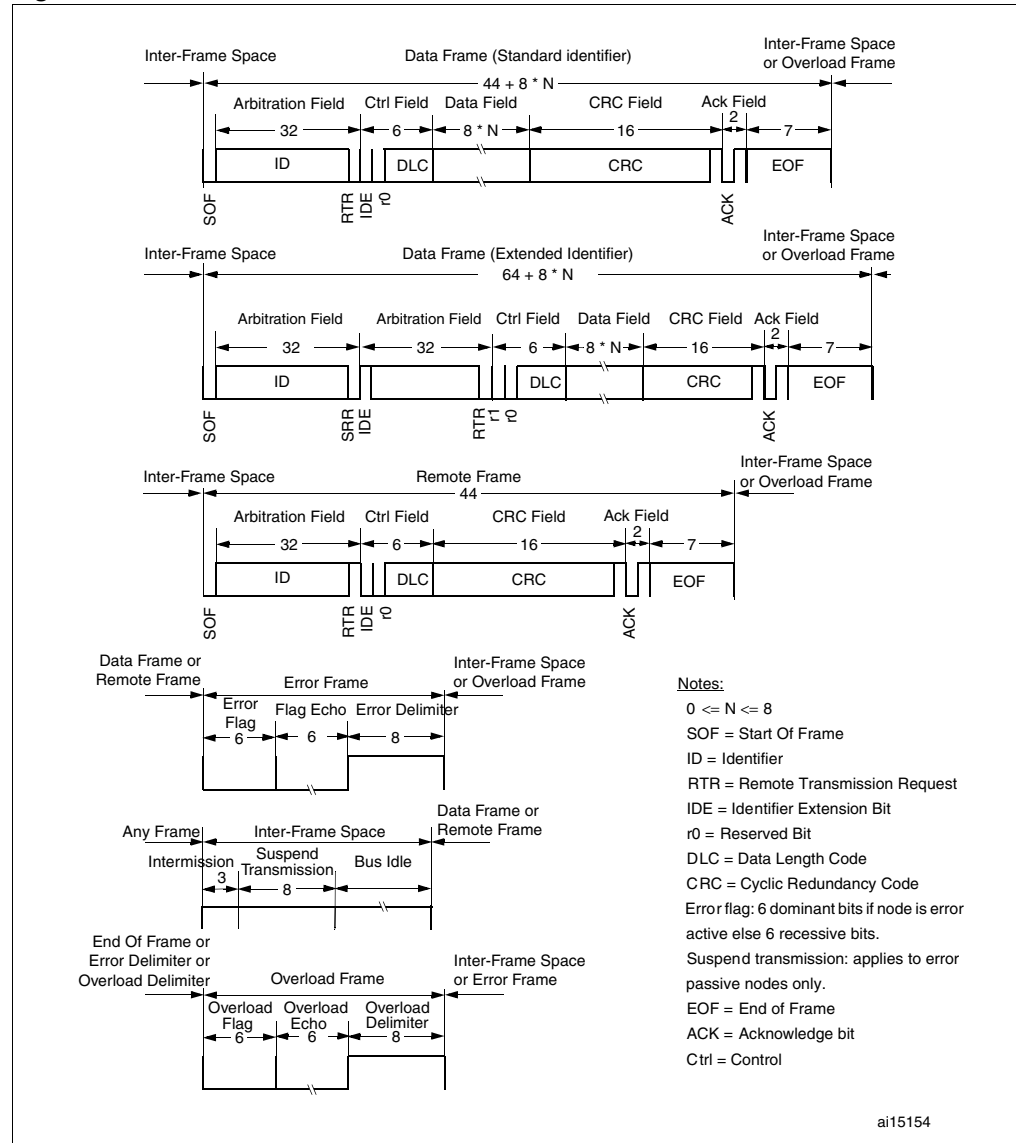 Inter-Frame Space
Data Frame (Standard identifier)
Inter-Frame Space
or Overload Frame
44 + 8 * N
Arbitration Field
Ctrl Field
Data Field
CRC Field
Ack Field
32
6
8 * N
16
2
7
ID
DLC
CRC
EOF
SOF
RTR
IDE
r0
ACK
Inter-Frame Space
Data Frame (Extended Identifier)
Inter-Frame Space
or Overload Frame
64 + 8 * N
Arbitration Field
Arbitration Field
Ctrl Field
Data Field
CRC Field
Ack Field
32
32
6
8 * N
16
2
7
ID
DLC
CRC
EOF
SOF
SRR
IDE
RTR
r1
r0
ACK
Inter-Frame Space
Remote Frame
Inter-Frame Space
or Overload Frame
44
Arbitration Field
Ctrl Field
CRC Field
Ack Field
32
6
16
2
7
ID
DLC
CRC
EOF
SOF
RTR
IDE
r0
ACK
Data Frame or
Remote Frame
Error Frame
Inter-Frame Space
or Overload Frame
Error
Flag
Flag Echo
Error Delimiter
6
6
8
Any Frame
Inter-Frame Space
Data Frame or
Remote Frame
Intermission
3
Suspend
Transmission
8
Bus Idle
End Of Frame or
Error Delimiter or
Overload Delimiter
Overload Frame
Inter-Frame Space
or Error Frame
Overload
Flag
Overload
Echo
Overload
Delimiter
6
6
8
Notes:
0 <= N <= 8
SOF = Start Of Frame
ID = Identifier
RTR = Remote Transmission Request
IDE = Identifier Extension Bit
r0 = Reserved Bit
DLC = Data Length Code
CRC = Cyclic Redundancy Code
Error flag: 6 dominant bits if node is error
active else 6 recessive bits.
Suspend transmission: applies to error
passive nodes only.
EOF = End of Frame
ACK = Acknowledge bit
Ctrl = Control
ai15154